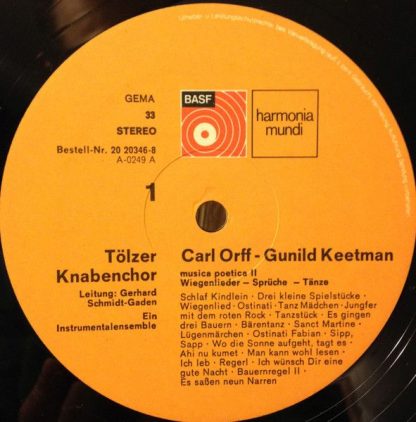 GEMA
33
STEREO
Bestell-Nr. 20 20346-8
A-0249 A
BASF
harmonia
mundi
1
Tölzer
Knabenchor
Leitung: Gerhard
Schmidt-Gaden
Ein
Instrumentalensemble
Carl Orff - Gunild Keetman
musica poetica II
Wiegenlieder – Sprüche – Tänze
Schlaf Kindlein · Drei kleine Spielstücke ·
Wiegenlied · Ostinati · Tanz Mädchen · Jungfer
mit dem roten Rock · Tanzstück · Es gingen
drei Bauern · Bärentanz · Sanct Martine ·
Lügenmärchen · Ostinati Fabian · Sipp,
Sapp · Wo die Sonne aufgeht, tagt es ·
Ahi nu kumet · Man kann wohl lesen ·
Ich leb · Regerl · Ich wünsch Dir eine
gute Nacht · Bauernregel II ·
Es saßen neun Narren